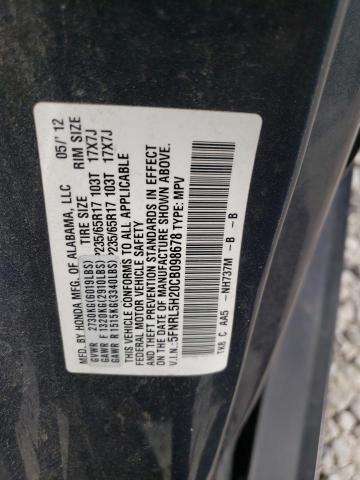 MFD. BY HONDA MFG. OF ALABAMA, LLC 05/'12
TIRE SIZE RIM SIZE
GVWR 2730KG(6019LBS)
GAWR F 1320KG(2910LBS) P235/65R17 103T 17X7J
GAWR R 1515KG(3340LBS) P235/65R17 103T 17X7J
THIS VEHICLE CONFORMS TO ALL APPLICABLE
FEDERAL MOTOR VEHICLE SAFETY
AND THEFT PREVENTION STANDARDS IN EFFECT
ON THE DATE OF MANUFACTURE SHOWN ABOVE.
VIN: 5FNRL5H20CB098678 TYPE: MPV
TK8 C AA5 -NH737M -B -B